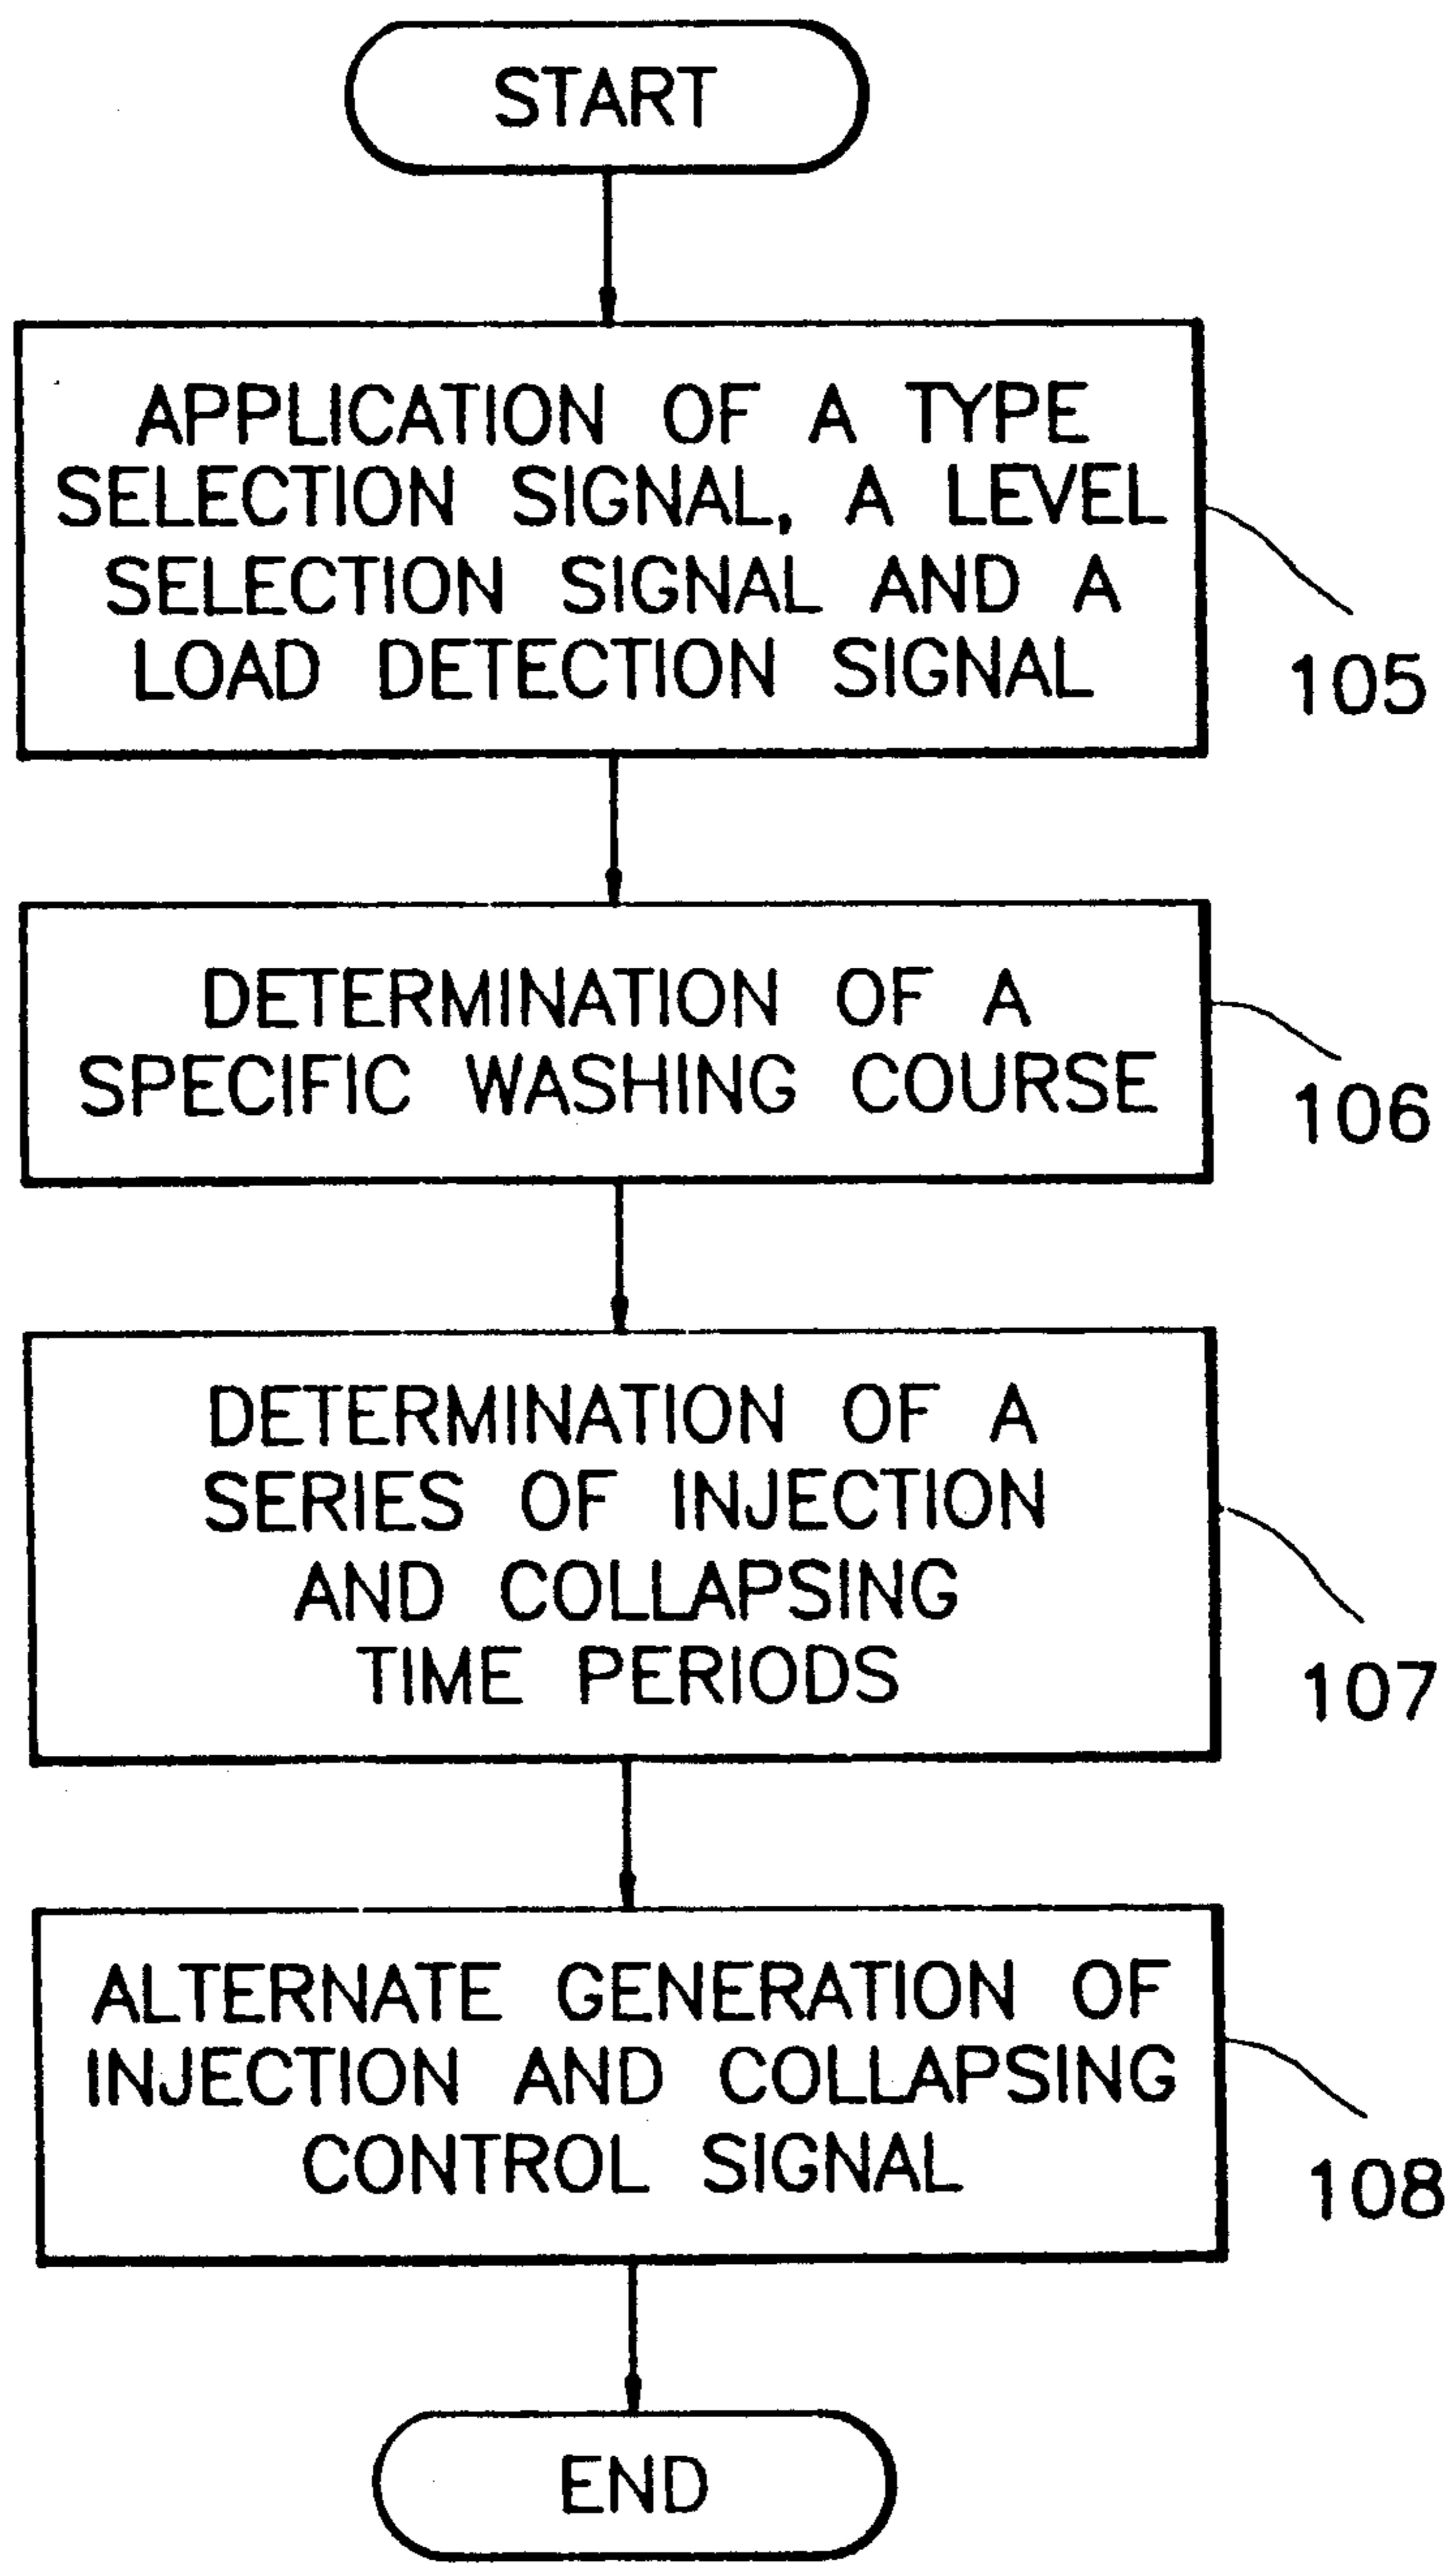 START
APPLICATION OF A TYPE
SELECTION SIGNAL, A LEVEL
SELECTION SIGNAL AND A
LOAD DETECTION SIGNAL
105
DETERMINATION OF A
SPECIFIC WASHING COURSE
106
DETERMINATION OF A
SERIES OF INJECTION
AND COLLAPSING
TIME PERIODS
107
ALTERNATE GENERATION OF
INJECTION AND COLLAPSING
CONTROL SIGNAL
108
END